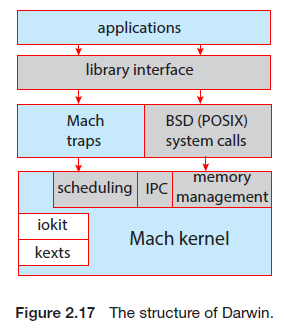 applications
library interface
Mach
traps
BSD (POSIX)
system calls
scheduling
IPC
memory
management
iokit
kexts
Mach kernel
Figure 2.17 The structure of Darwin.